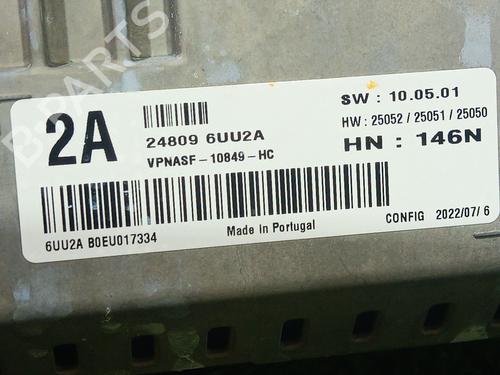 B-PARTS
2A
24809 6UU2A
VPNASF-10849-HC
SW : 10.05.01
HW : 25052 / 25051 / 25050
HN : 146N
6UU2A B0EU017334
Made in Portugal
CONFIG 2022/07/ 6